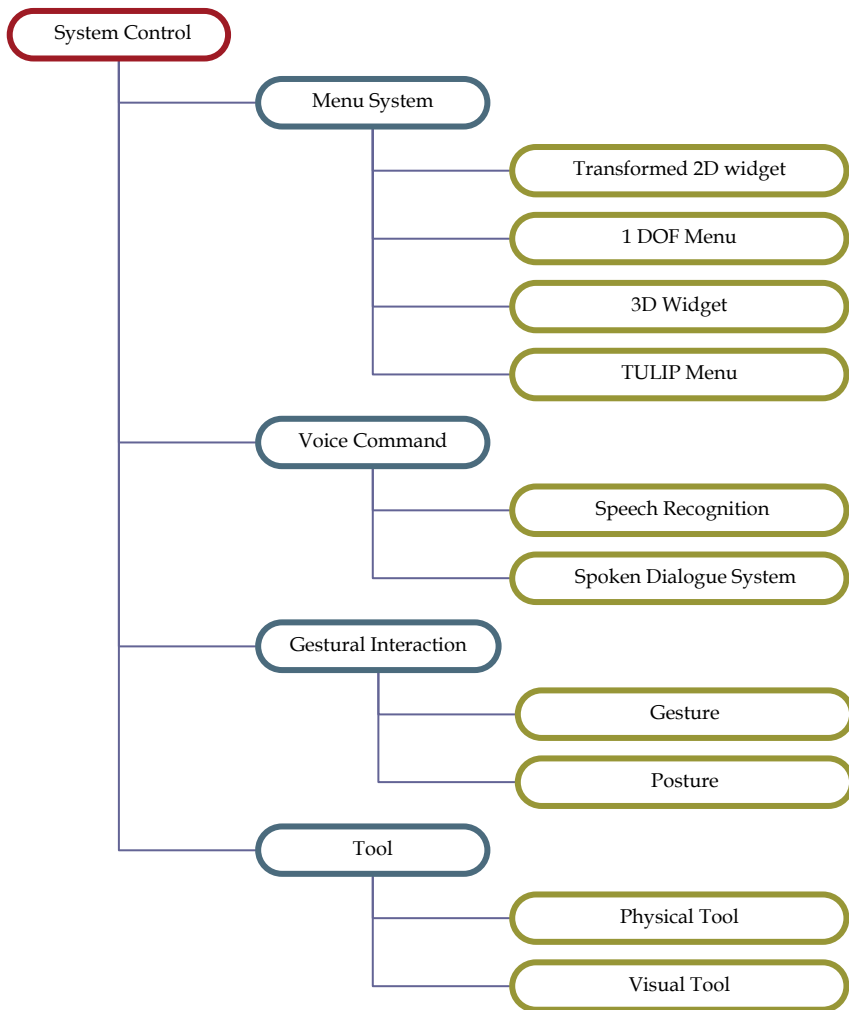 System Control
Menu System
Transformed 2D widget
1 DOF Menu
3D Widget
TULIP Menu
Voice Command
Speech Recognition
Spoken Dialogue System
Gestural Interaction
Gesture
Posture
Tool
Physical Tool
Visual Tool